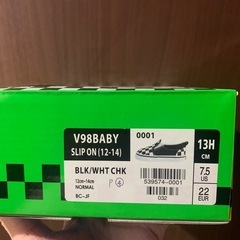 V98BABY
SLIP ON (12-14)
0001
13H
CM
7.5
US
22
EUR
BLK/WHT CHK
12cm-14cm
NORMAL
BC-JF
539574-0001
032